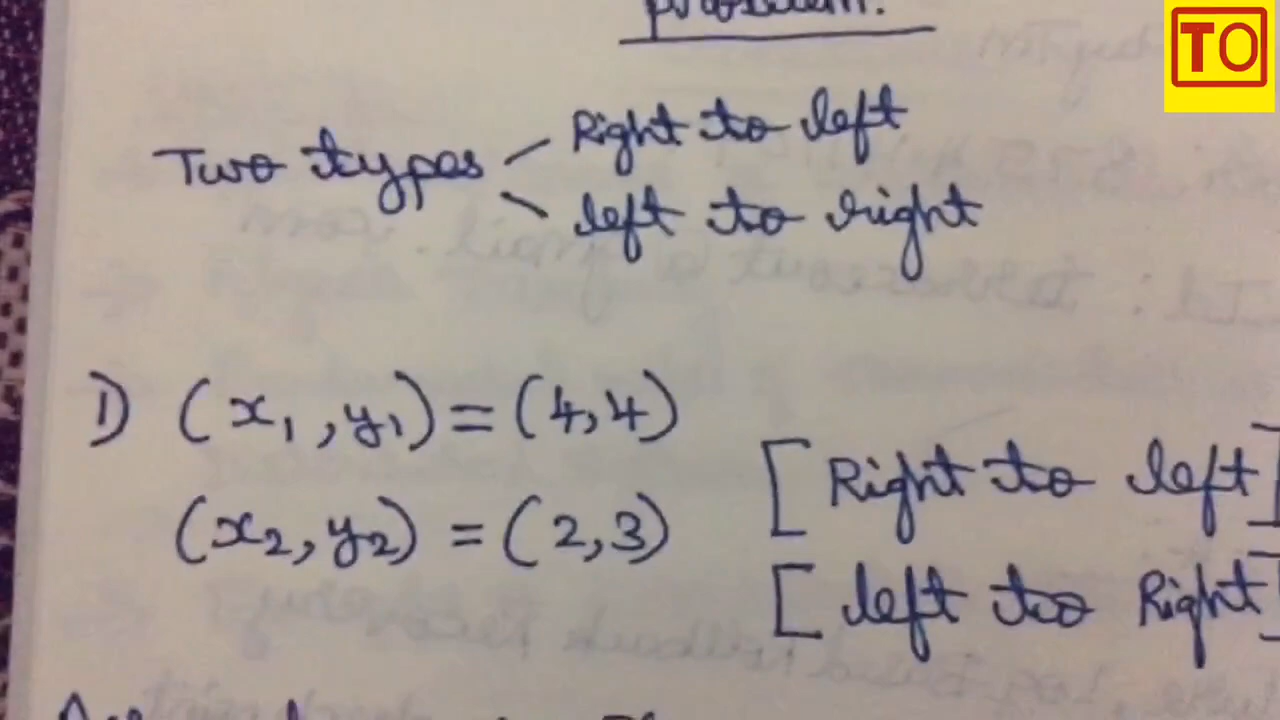 problem.
TO
Two types Right to left
left to right
1) (x1, y1) = (4,4)
[Right to left]
(x2, y2) = (2,3)
[left to Right]